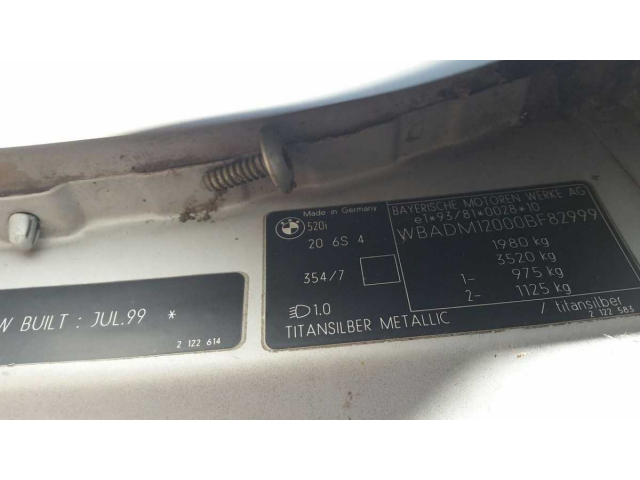 W BUILT : JUL.99 *
2 122 614
Made in Germany
520i
20 6S 4
354/7
1.0
TITANSILBER METALLIC
BAYERISCHE MOTOREN WERKE AG
e1*93/81*0028*10
WBADM12000BF82999
1980 kg
3520 kg
1- 975 kg
2- 1125 kg
/ titansilber
2 122 583